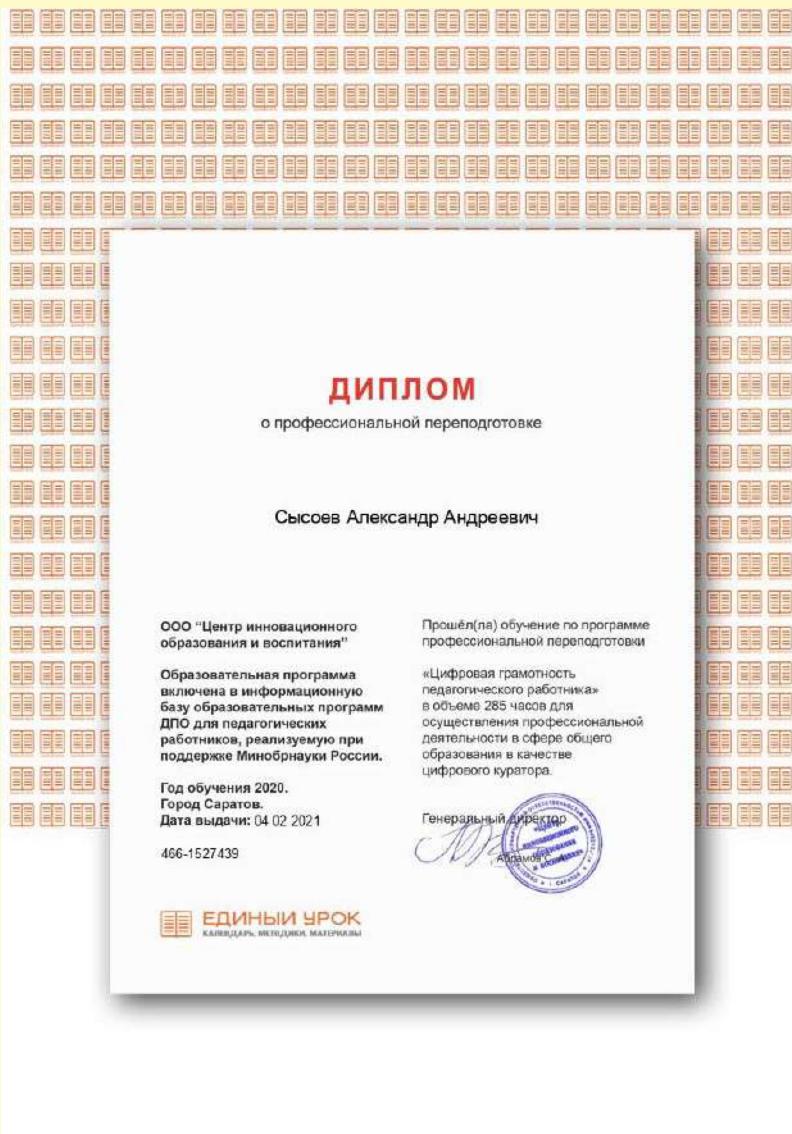 ДИПЛОМ
о профессиональной переподготовке
Сысоев Александр Андреевич
ООО "Центр инновационного
образования и воспитания"
Образовательная программа
включена в информационную
базу образовательных программ
ДПО для педагогических
работников, реализуемую при
поддержке Минобрнауки России.
Год обучения 2020.
Город Саратов.
Дата выдачи: 04 02 2021
466-1527439
Прошёл(ла) обучение по программе
профессиональной переподготовки
«Цифровая грамотность
педагогического работника»
в объеме 285 часов для
осуществления профессиональной
деятельности в сфере общего
образования в качестве
цифрового куратора.
Генеральный директор
Абрамов С.
ЕДИНЫЙ УРОК
КАЛЕНДАРЬ, МЕТОДИКИ, МАТЕРИАЛЫ